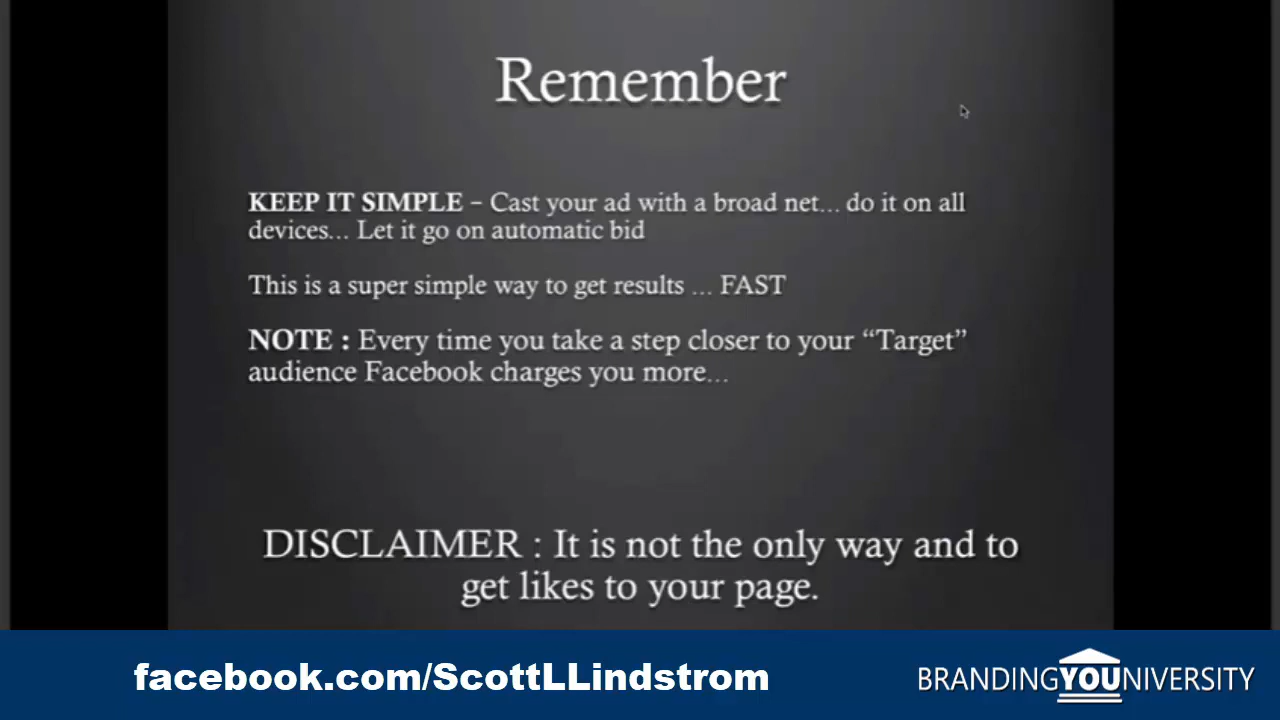 Remember
KEEP IT SIMPLE – Cast your ad with a broad net... do it on all
devices... Let it go on automatic bid
This is a super simple way to get results ... FAST
NOTE : Every time you take a step closer to your “Target”
audience Facebook charges you more...
DISCLAIMER : It is not the only way and to
get likes to your page.
facebook.com/ScottLLindstrom
BRANDINGYOUNIVERSITY